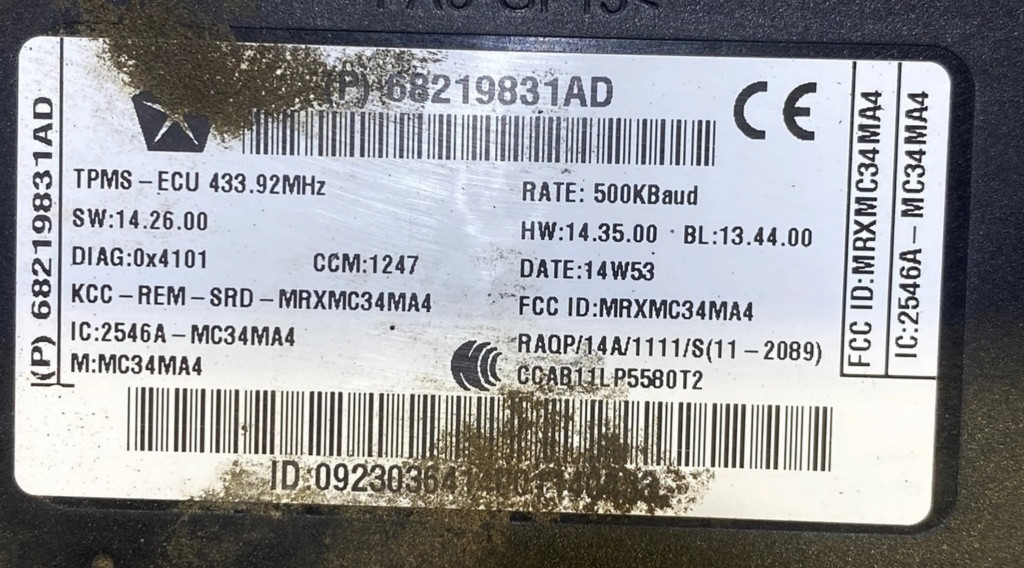 (P) 68219831AD
(P) 68219831AD
CE
TPMS-ECU 433.92MHz
RATE: 500KBaud
SW:14.26.00
HW:14.35.00 BL:13.44.00
DIAG:0x4101 CCM:1247
DATE:14W53
KCC-REM-SRD-MRXMC34MA4
FCC ID:MRXMC34MA4
IC:2546A-MC34MA4
RAQP/14A/1111/S(11-2089)
M:MC34MA4
CCAB11LP5580T2
FCC ID:MRXMC34MA4
IC:2546A-MC34MA4